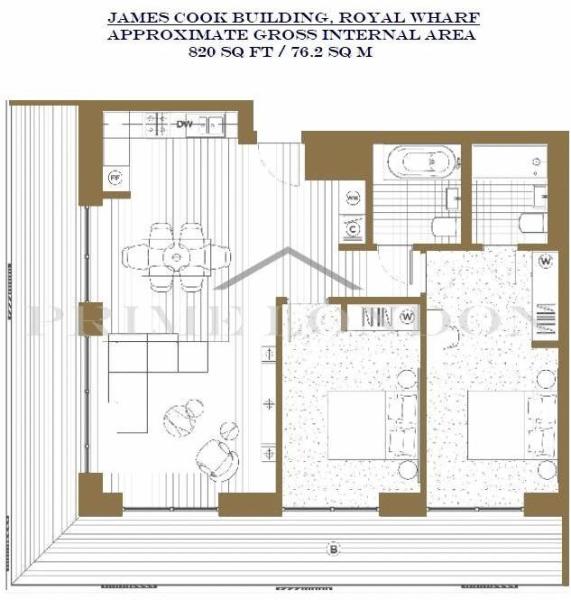 JAMES COOK BUILDING, ROYAL WHARF
APPROXIMATE GROSS INTERNAL AREA
820 SQ FT / 76.2 SQ M
DW
FF
WM
C
W
PRIME LONDON
W
B